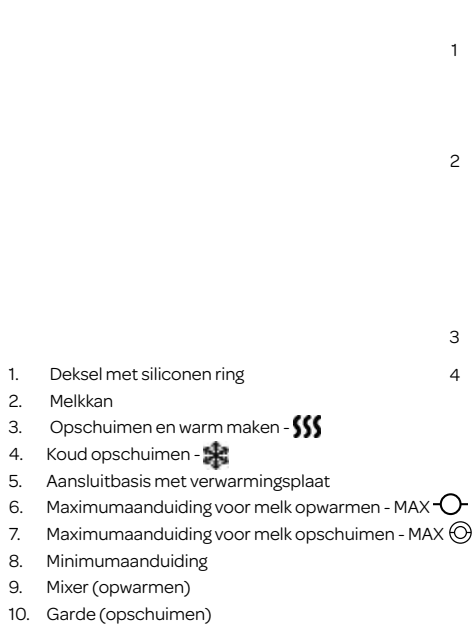 1
2
3
4
1. Deksel met siliconen ring
2. Melkkan
3. Opschuimen en warm maken -
4. Koud opschuimen -
5. Aansluitbasis met verwarmingsplaat
6. Maximumaanduiding voor melk opwarmen - MAX
7. Maximumaanduiding voor melk opschuimen - MAX
8. Minimumaanduiding
9. Mixer (opwarmen)
10. Garde (opschuimen)